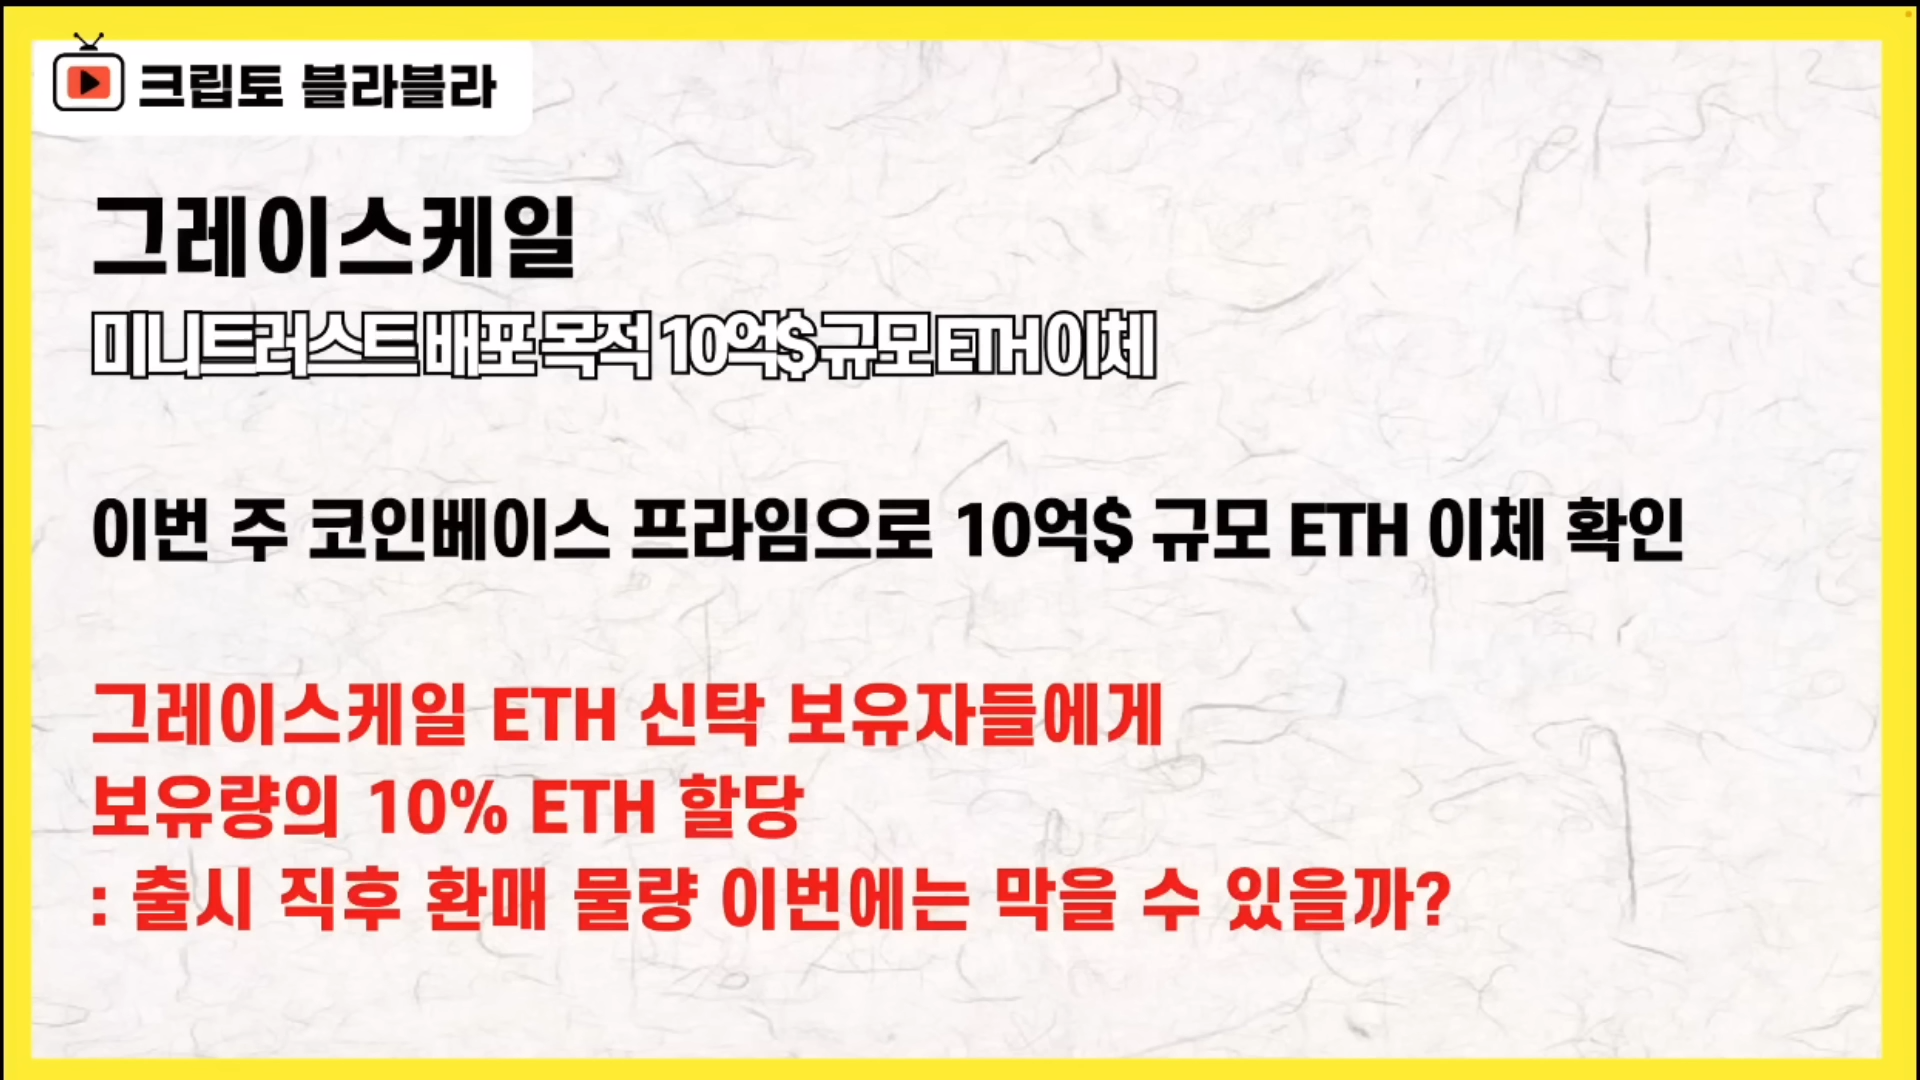 크립토 블라블라
그레이스케일
미니트러스트 배포 목적 10억$ 규모 ETH 이체
이번 주 코인베이스 프라임으로 10억$ 규모 ETH 이체 확인
그레이스케일 ETH 신탁 보유자들에게
보유량의 10% ETH 할당
: 출시 직후 환매 물량 이번에는 막을 수 있을까?